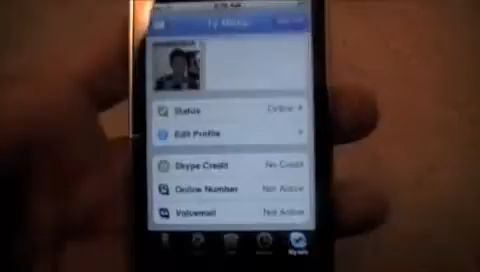 Status Online
Edit Profile
Skype Credit No Credit
Online Number Not Active
Voicemail Not Active
My Info